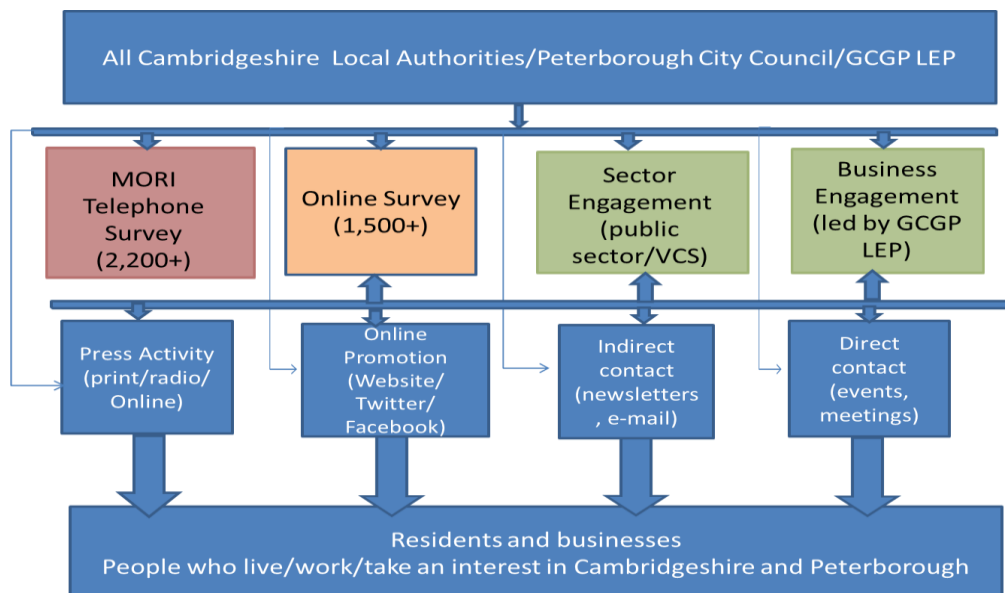 All Cambridgeshire Local Authorities/Peterborough City Council/GCGP LEP
MORI
Telephone
Survey
(2,200+)
Online Survey
(1,500+)
Sector
Engagement
(public
sector/VCS)
Business
Engagement
(led by GCGP
LEP)
Press Activity
(print/radio/
Online)
Online
Promotion
(Website/
Twitter/
Facebook)
Indirect
contact
(newsletters
, e-mail)
Direct
contact
(events,
meetings)
Residents and businesses
People who live/work/take an interest in Cambridgeshire and Peterborough